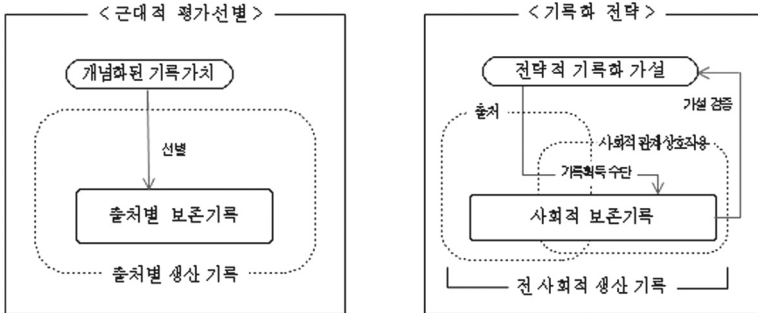 < 근대적 평가선별 >
개념화된 기록가치
선별
출처별 보존기록
출처별 생산 기록
< 기록화 전략 >
전략적 기록화 가설
가설 검증
출처
사회적 관계 상호작용
기록획득 수단
사회적 보존기록
전 사회적 생산 기록